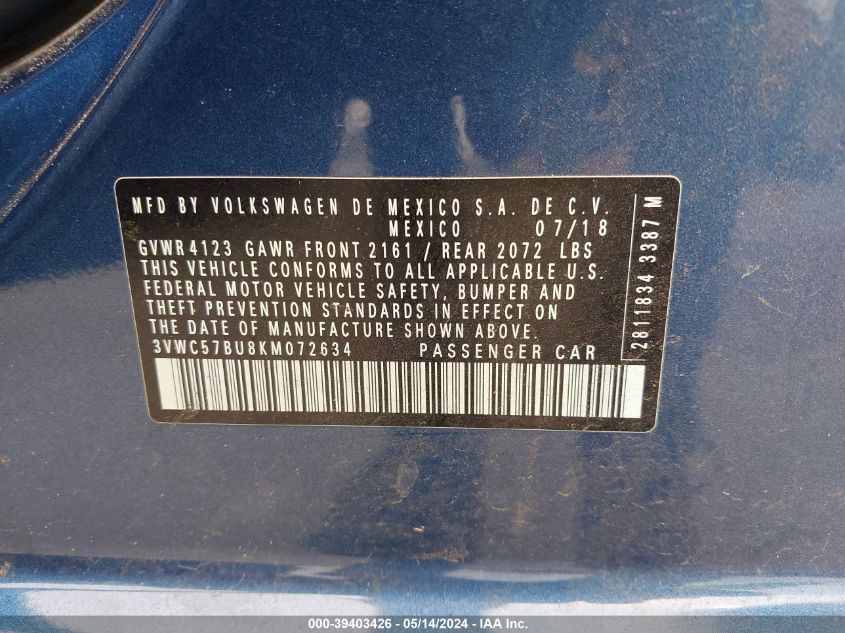 MFD BY VOLKSWAGEN DE MEXICO S.A. DE C.V.
MEXICO 07/18
GVWR 4123 GAWR FRONT 2161 / REAR 2072 LBS
THIS VEHICLE CONFORMS TO ALL APPLICABLE U.S.
FEDERAL MOTOR VEHICLE SAFETY, BUMPER AND
THEFT PREVENTION STANDARDS IN EFFECT ON
THE DATE OF MANUFACTURE SHOWN ABOVE.
3VWC57BU8KM072634 PASSENGER CAR
2811834 3387 M
000-39403426 - 05/14/2024 - IAA Inc.